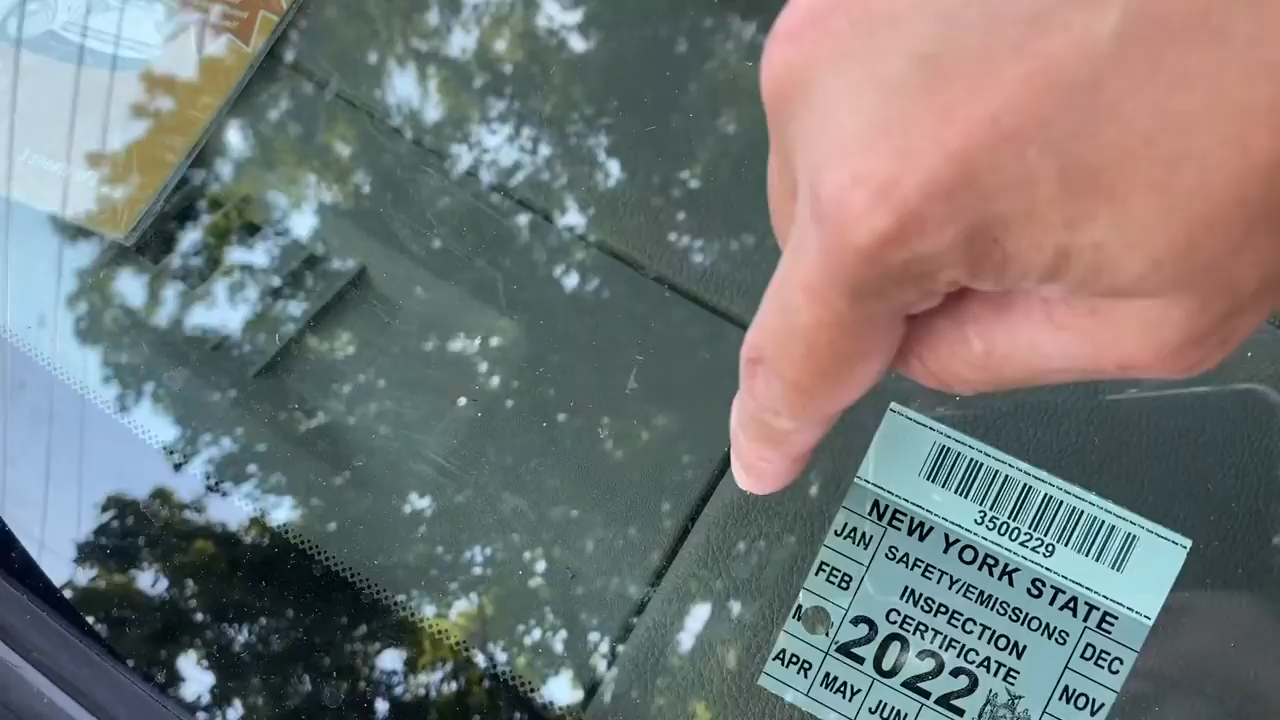 3500229
NEW YORK STATE
SAFETY/EMISSIONS
INSPECTION
CERTIFICATE
2022
JAN
FEB
APR
MAY
JUN
DEC
NOV